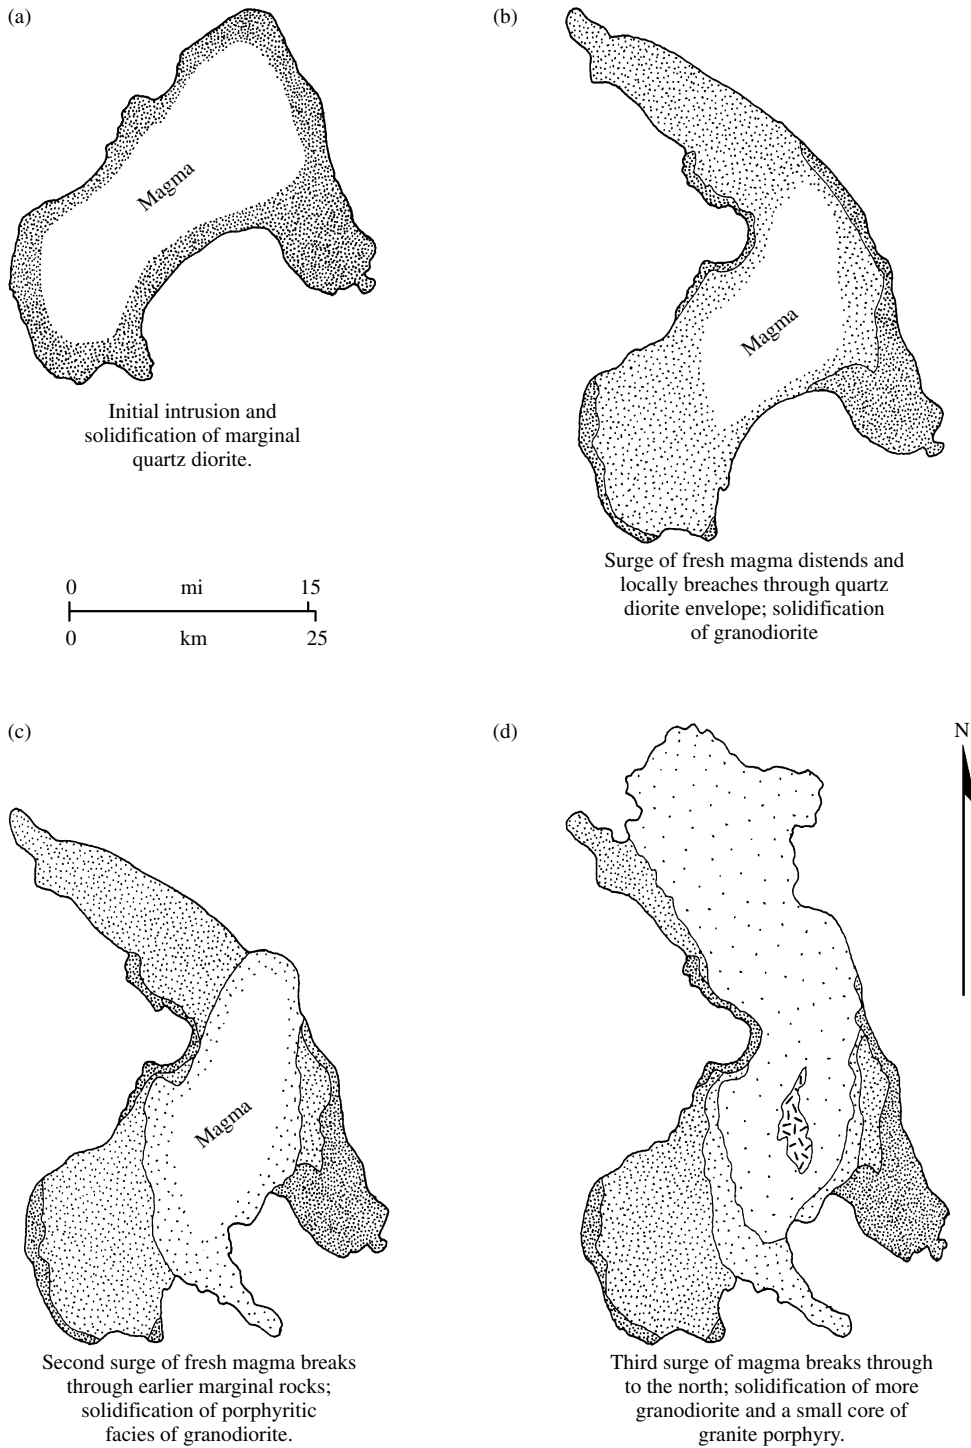 (a)
Magma
Initial intrusion and
solidification of marginal
quartz diorite.
(b)
Magma
Surge of fresh magma distends and
locally breaches through quartz
diorite envelope; solidification
of granodiorite
0 mi 15
0 km 25
(c)
Magma
Second surge of fresh magma breaks
through earlier marginal rocks;
solidification of porphyritic
facies of granodiorite.
(d)
N
Third surge of magma breaks through
to the north; solidification of more
granodiorite and a small core of
granite porphyry.